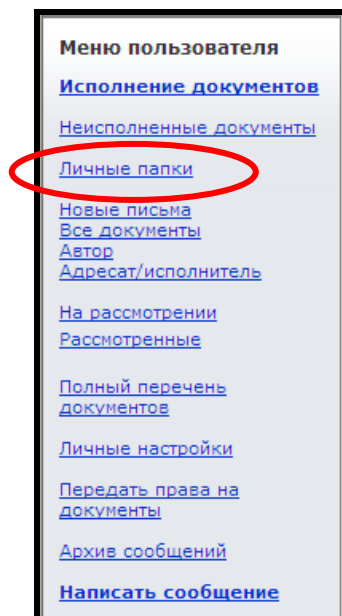 Меню пользователя
Исполнение документов
Неисполненные документы
Личные папки
Новые письма
Все документы
Автор
Адресат/исполнитель
На рассмотрении
Рассмотренные
Полный перечень
документов
Личные настройки
Передать права на
документы
Архив сообщений
Написать сообщение